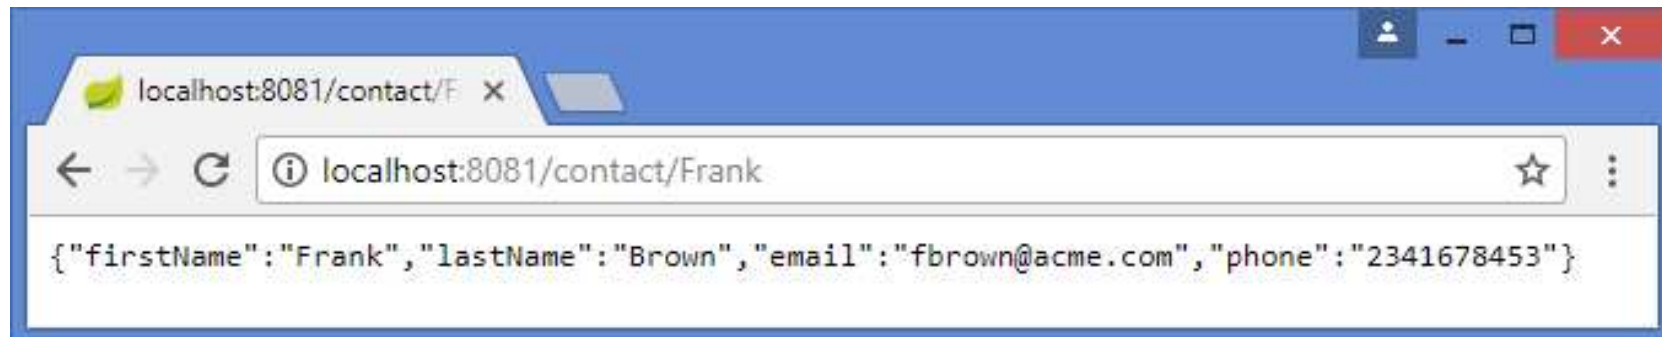 localhost:8081/contact/F
localhost:8081/contact/Frank
{"firstName":"Frank","lastName":"Brown","email":"fbrown@acme.com","phone":"2341678453"}